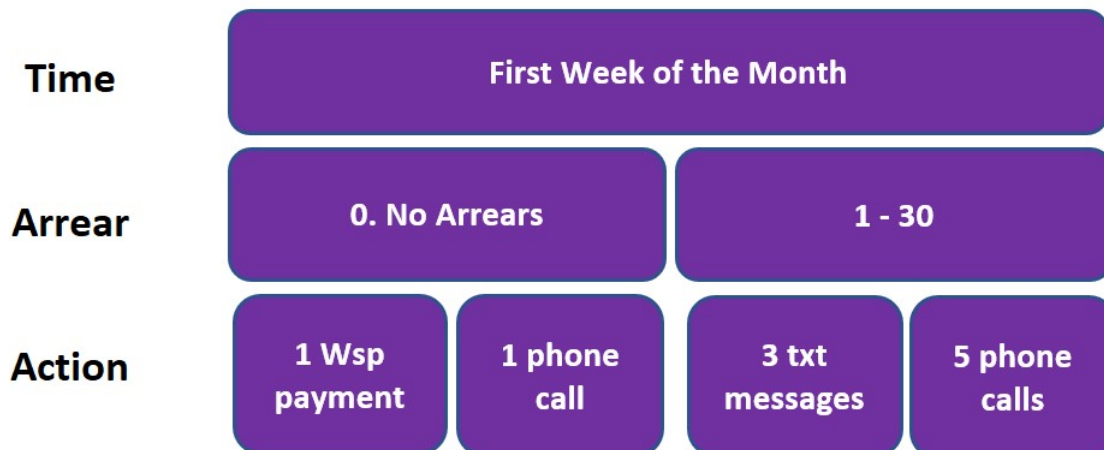 Time
First Week of the Month
Arrear
0. No Arrears
1 - 30
Action
1 Wsp
payment
1 phone
call
3 txt
messages
5 phone
calls